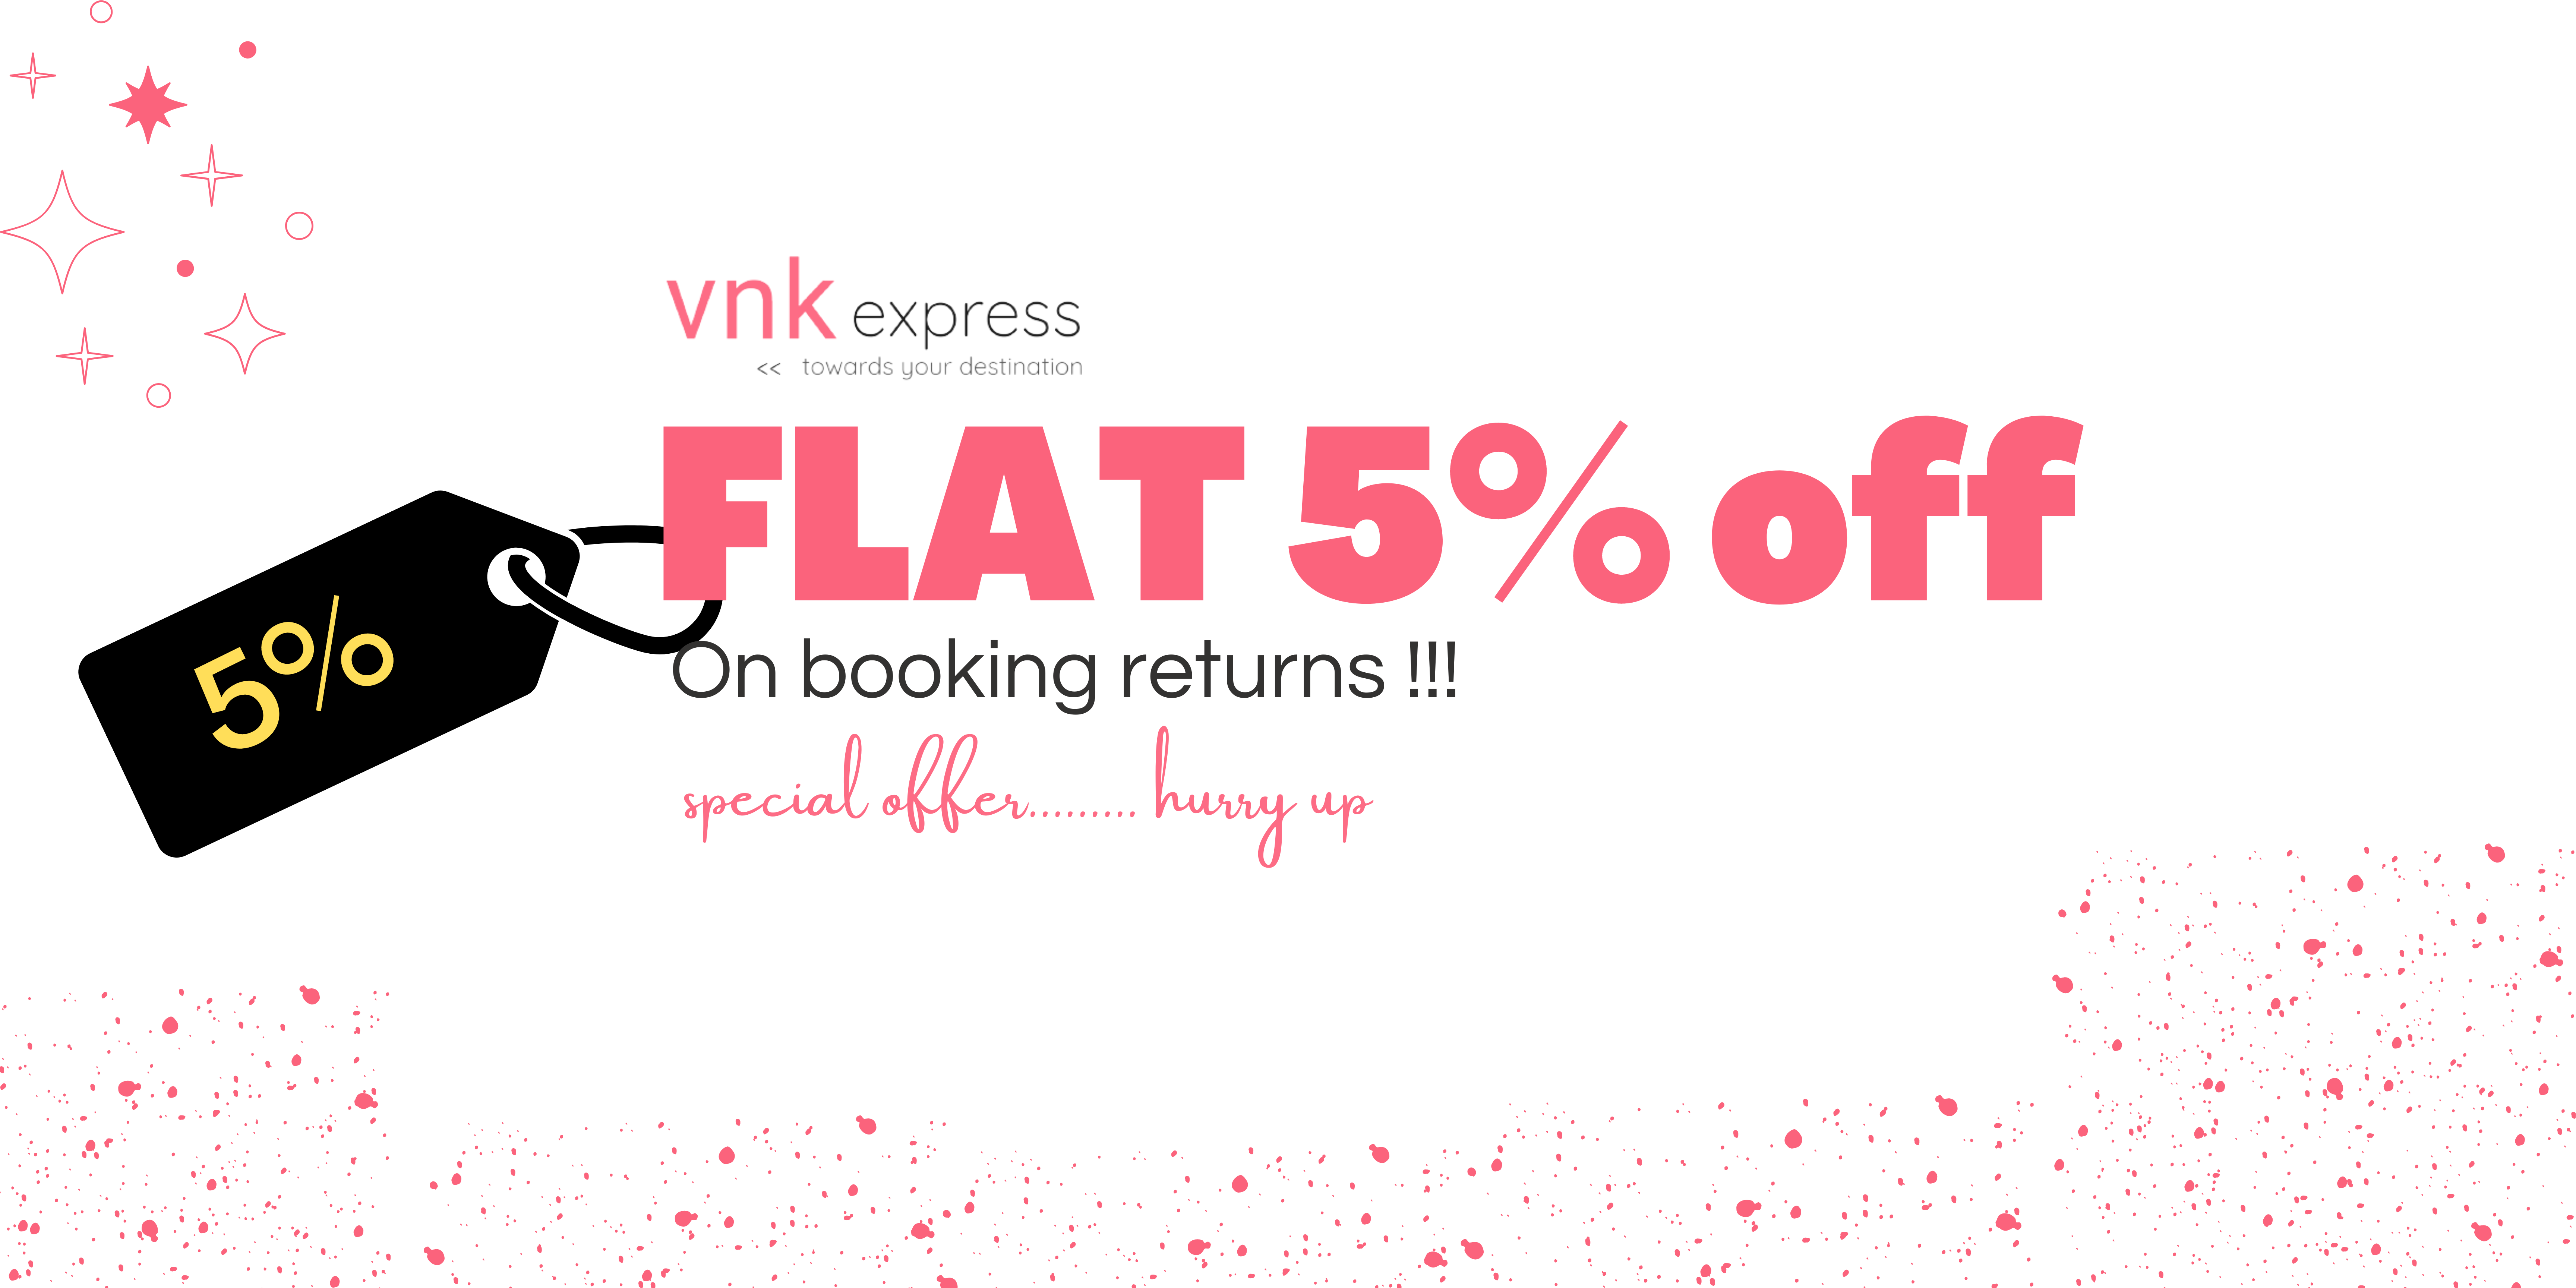 vnk express
<< towards your destination
FLAT 5% off
5%
On booking returns !!!
special offer......... hurry up